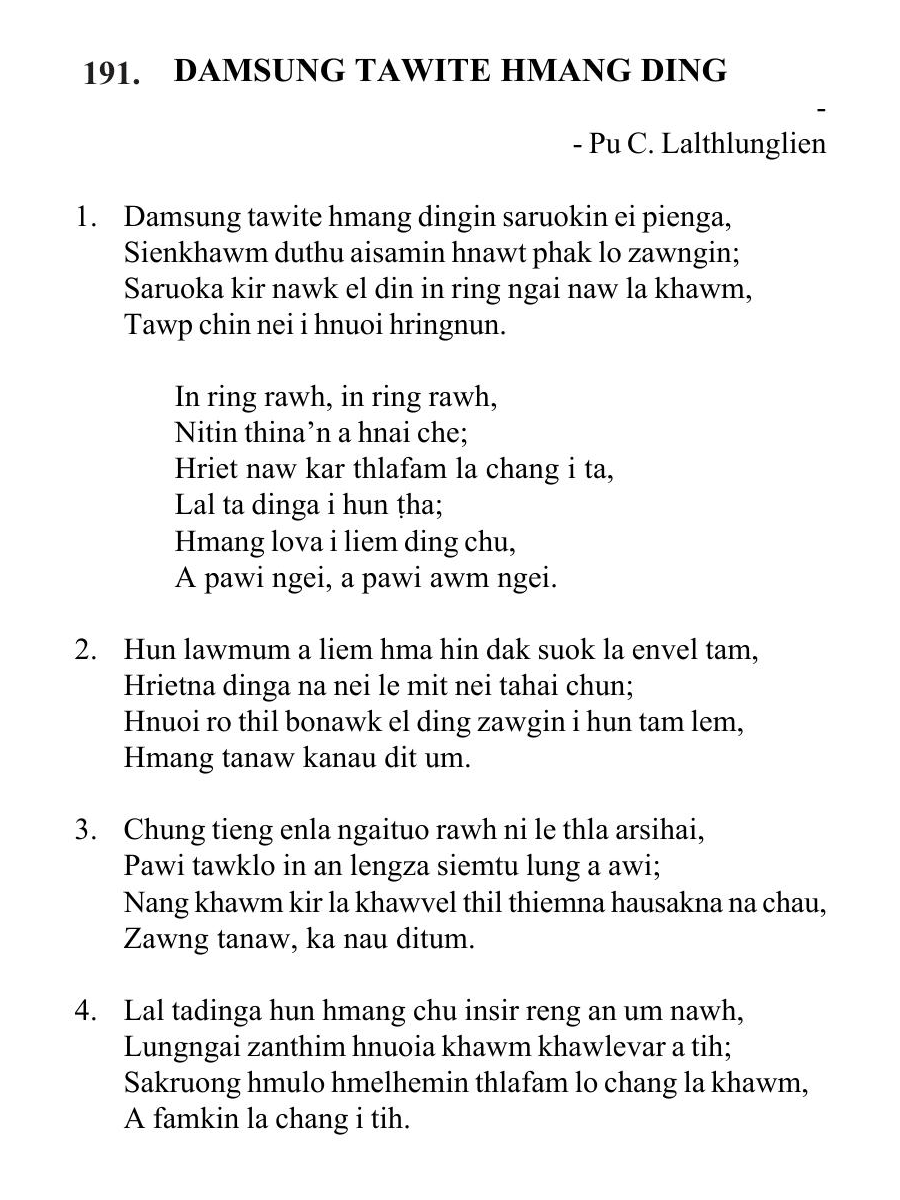 191. DAMSUNG TAWITE HMANG DING
-
- Pu C. Lalthlunglien
1. Damsung tawite hmang dingin saruokin ei pienga,
Sienkhawm duthu aisamin hnawt phak lo zawngin;
Saruoka kir nawk el din in ring ngai naw la khawm,
Tawp chin nei i hnuoi hringnun.
In ring rawh, in ring rawh,
Nitin thina’n a hnai che;
Hriet naw kar thlafam la chang i ta,
Lal ta dinga i hun ṭha;
Hmang lova i liem ding chu,
A pawi ngei, a pawi awm ngei.
2. Hun lawmum a liem hma hin dak suok la envel tam,
Hrietna dinga na nei le mit nei tahai chun;
Hnuoi ro thil bonawk el ding zawgin i hun tam lem,
Hmang tanaw kanau dit um.
3. Chung tieng enla ngaituo rawh ni le thla arsihai,
Pawi tawklo in an lengza siemtu lung a awi;
Nang khawm kir la khawvel thil thiemna hausakna na chau,
Zawng tanaw, ka nau ditum.
4. Lal tadinga hun hmang chu insir reng an um nawh,
Lungngai zanthim hnuoia khawm khawlevar a tih;
Sakruong hmulo hmelhemin thlafam lo chang la khawm,
A famkin la chang i tih.